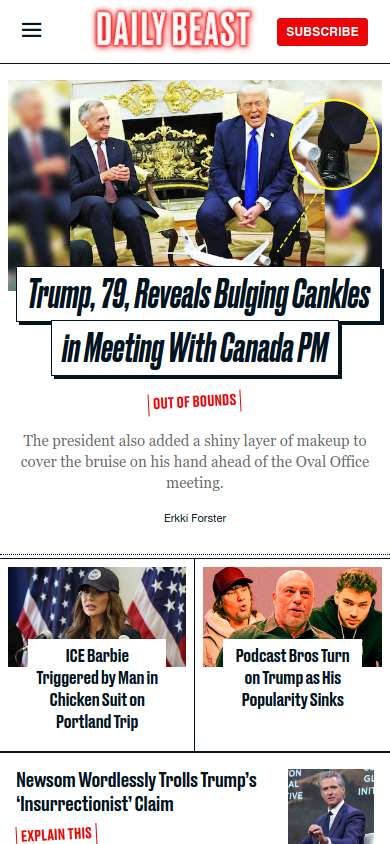 DAILY BEAST
SUBSCRIBE
Trump, 79, Reveals Bulging Cankles
in Meeting With Canada PM
OUT OF BOUNDS
The president also added a shiny layer of makeup to
cover the bruise on his hand ahead of the Oval Office
meeting.
Erkki Forster
ICE Barbie
Triggered by Man in
Chicken Suit on
Portland Trip
Podcast Bros Turn
on Trump as His
Popularity Sinks
Newsom Wordlessly Trolls Trump’s
‘Insurrectionist’ Claim
EXPLAIN THIS